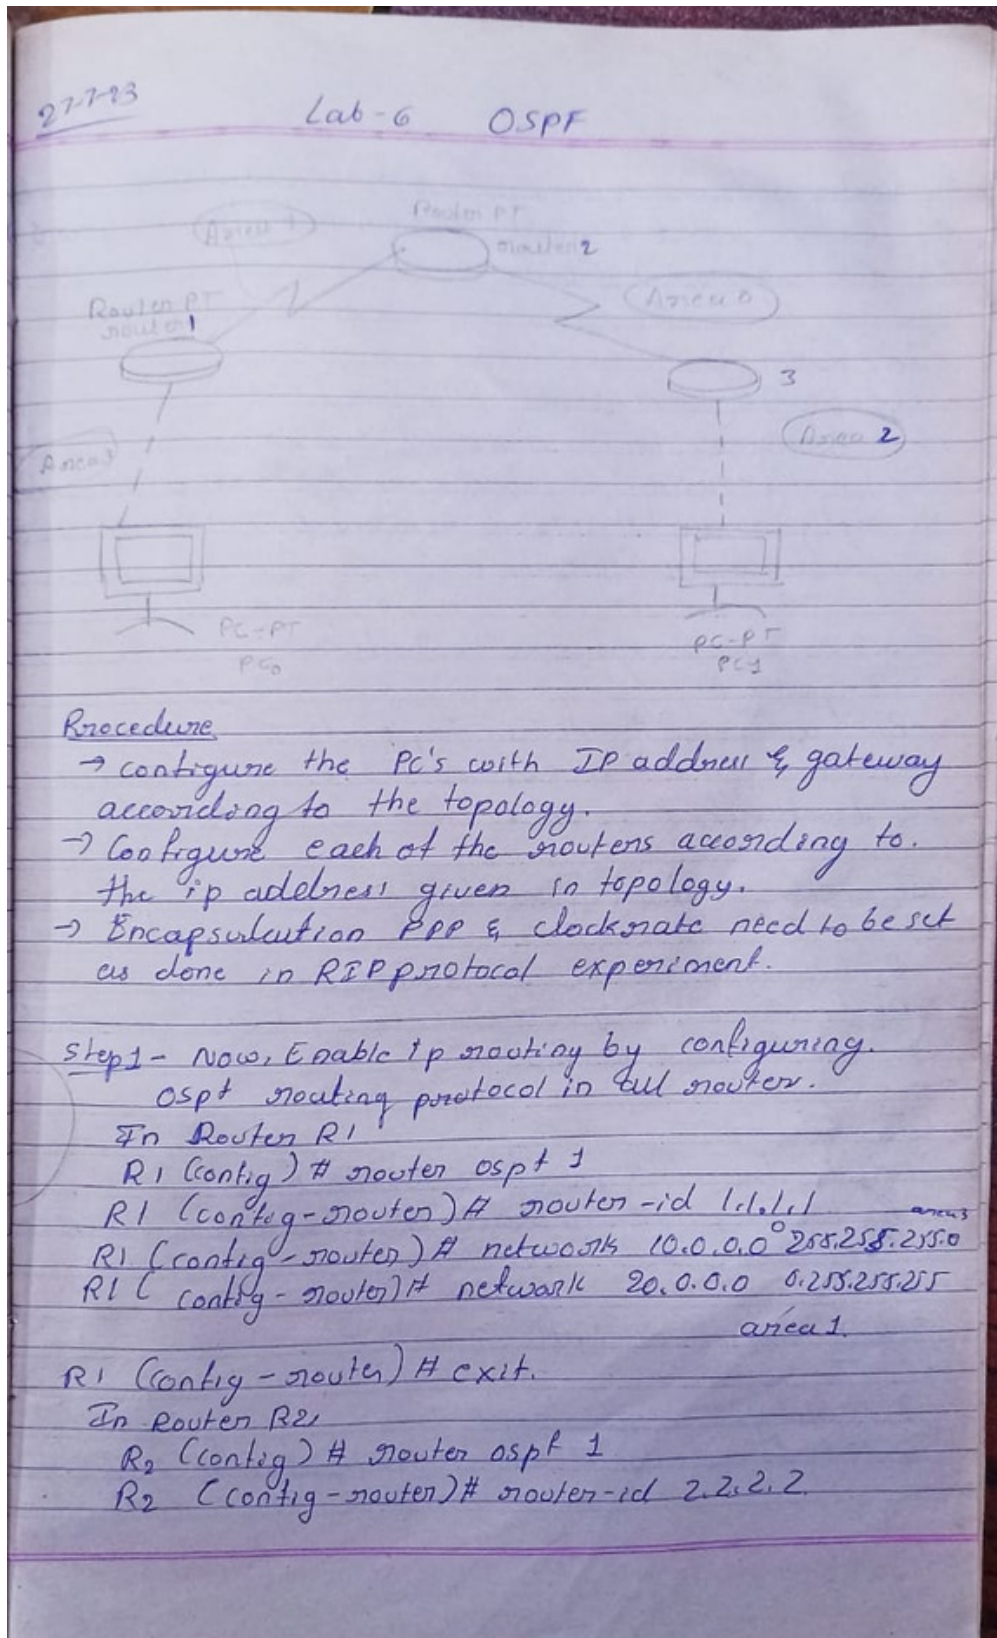 27-7-23
Lab-6 OSPF
Area 1
Router PT
router 2
Router PT
router 1
Area 0
3
Area 3
Area 2
PC-PT
PC0
PC-PT
PC1
Procedure
→ configure the PC's with IP address & gateway
according to the topology.
→ Configure each of the routers according to.
the ip address given in topology.
→ Encapsulation PPP & clockrate need to be set
as done in RIP protocol experiment.
Step1 - Now, Enable ip routing by configuring.
ospf routing protocol in all router.
In Router R1
R1 (config) # router ospf 1
R1 (config-router) # router-id 1.1.1.1
area 3
R1 (config-router) # network 10.0.0.0 255.255.255.0
R1 ( config-router) # network 20.0.0.0 0.255.255.255
area 1.
R1 (config-router) # exit.
In Router R2,
R2 (config) # router ospf 1
R2 (config-router) # router-id 2.2.2.2.